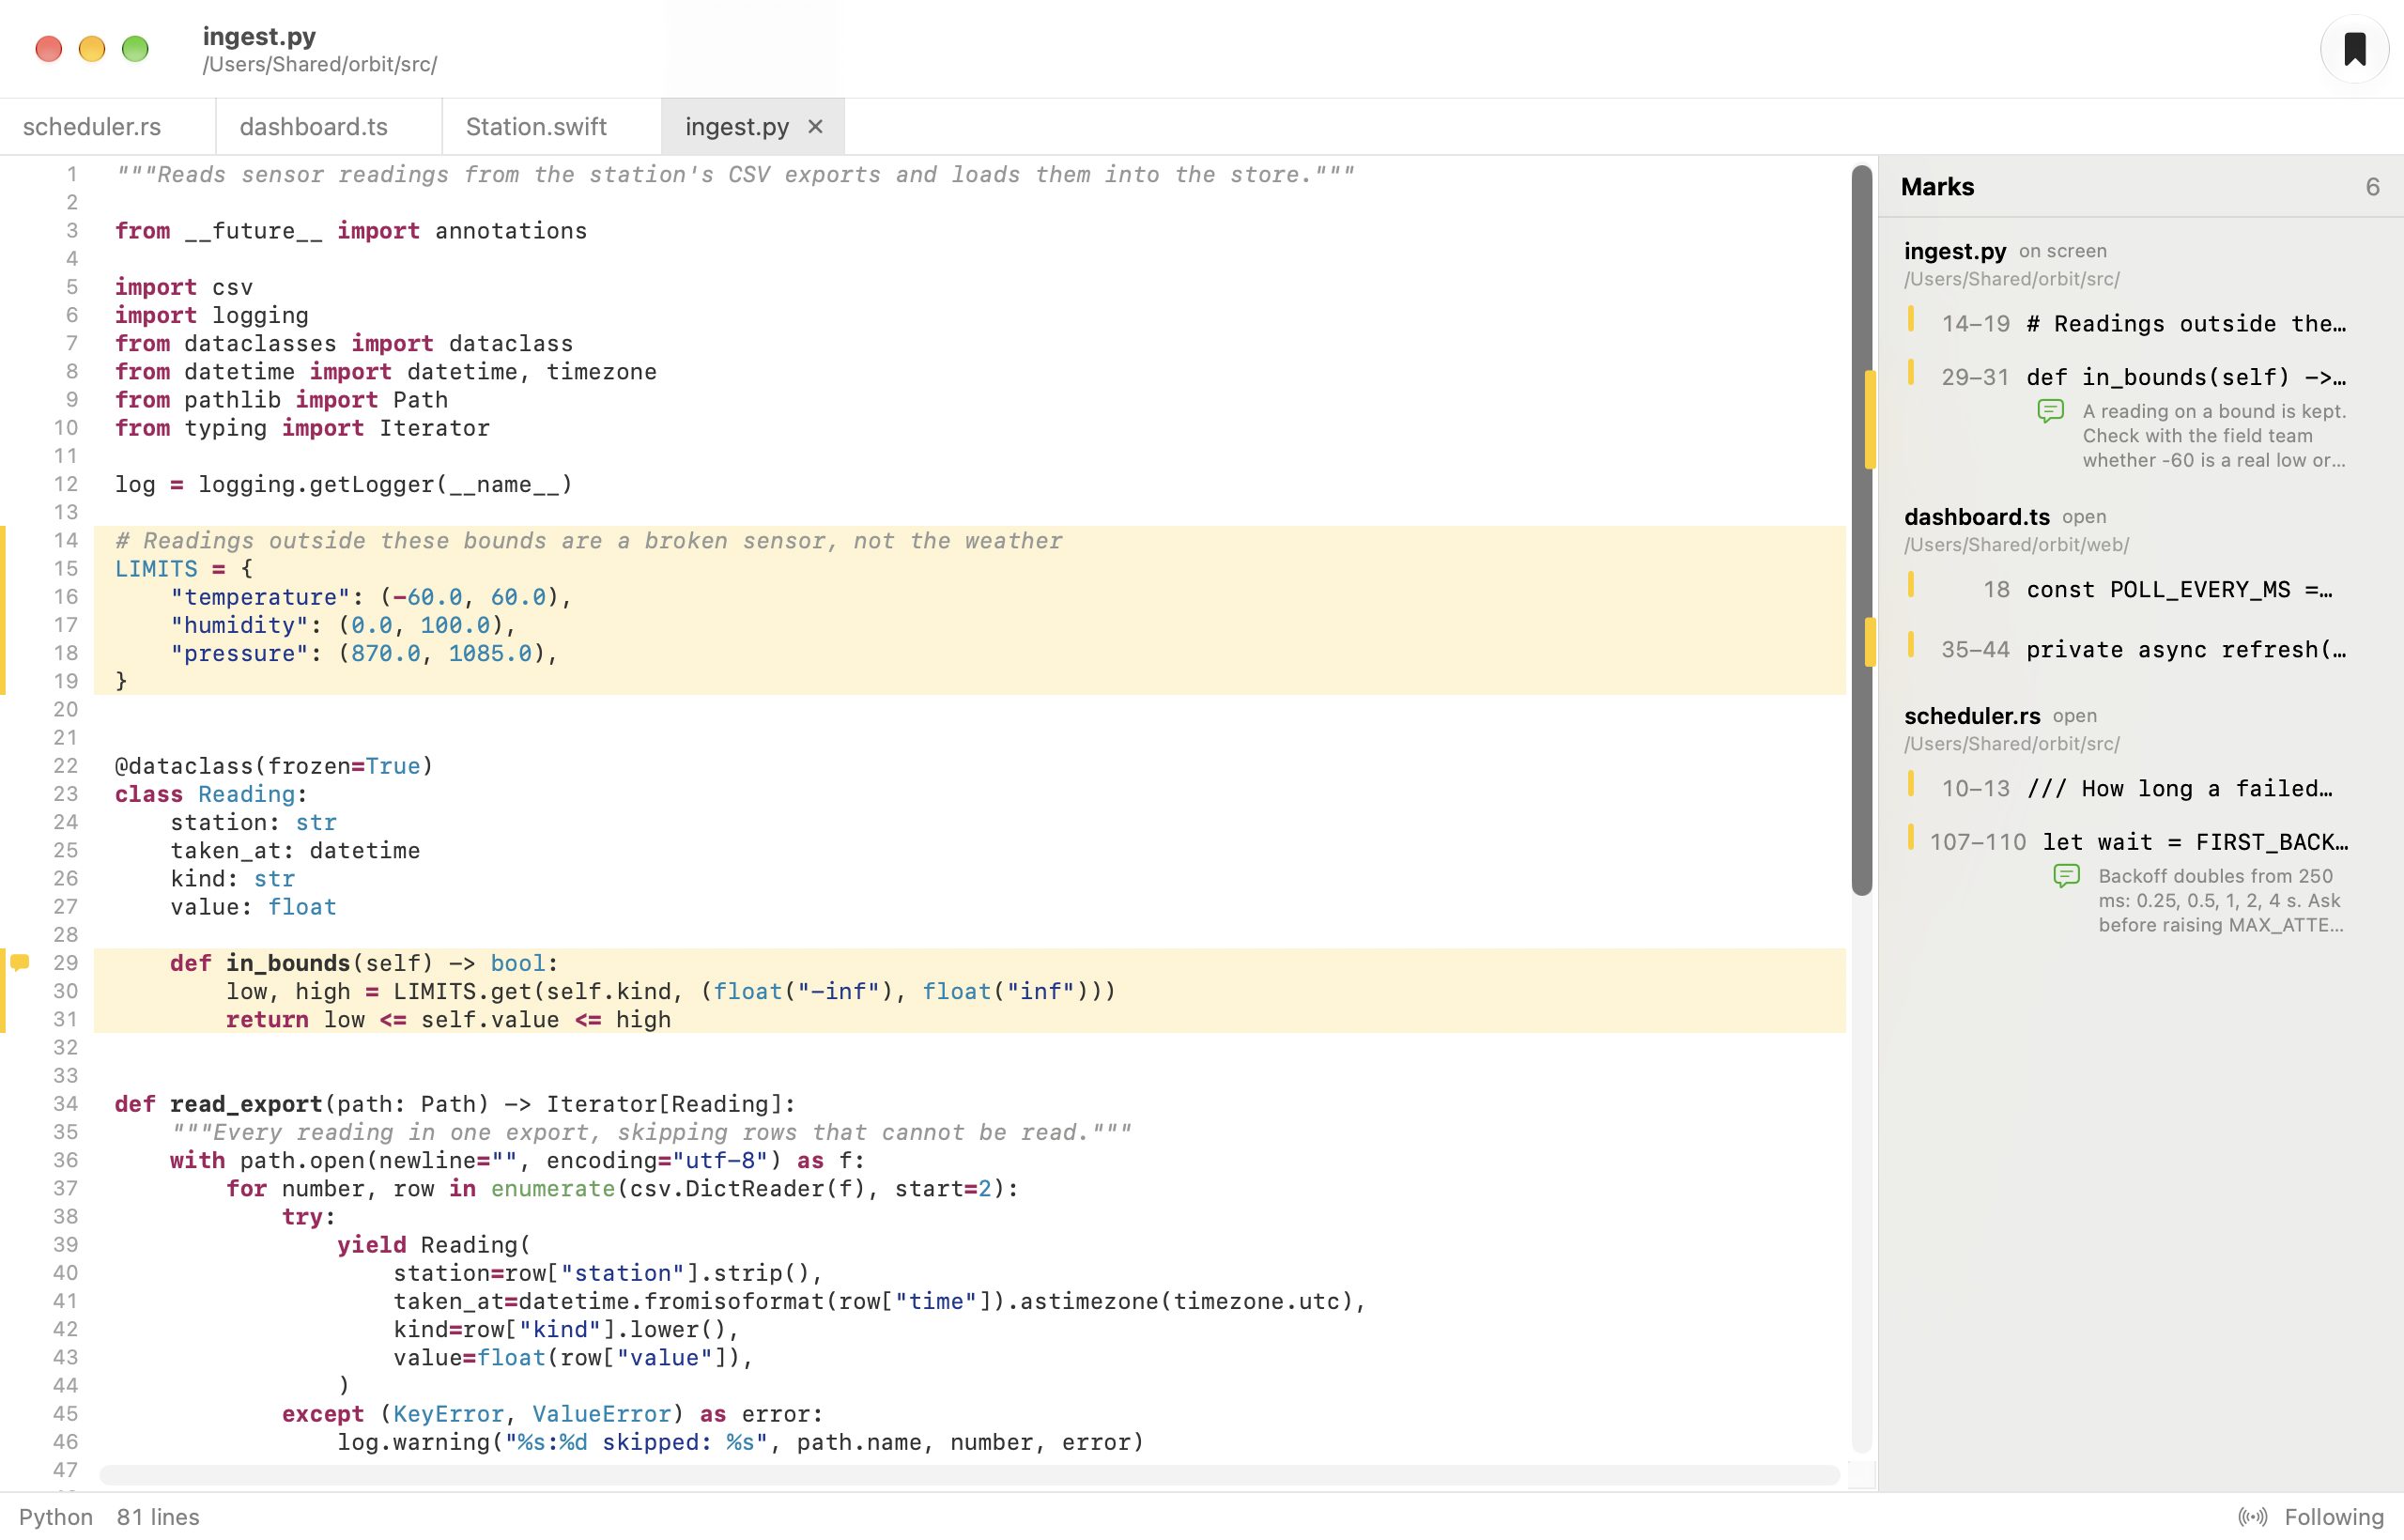 ingest.py
/Users/Shared/orbit/src/
scheduler.rs
dashboard.ts
Station.swift
ingest.py ✕
1 """Reads sensor readings from the station's CSV exports and loads them into the store."""
2
3 from __future__ import annotations
4
5 import csv
6 import logging
7 from dataclasses import dataclass
8 from datetime import datetime, timezone
9 from pathlib import Path
10 from typing import Iterator
11
12 log = logging.getLogger(__name__)
13
14 # Readings outside these bounds are a broken sensor, not the weather
15 LIMITS = {
16     "temperature": (-60.0, 60.0),
17     "humidity": (0.0, 100.0),
18     "pressure": (870.0, 1085.0),
19 }
20
21
22 @dataclass(frozen=True)
23 class Reading:
24     station: str
25     taken_at: datetime
26     kind: str
27     value: float
28
29     def in_bounds(self) -> bool:
30         low, high = LIMITS.get(self.kind, (float("-inf"), float("inf")))
31         return low <= self.value <= high
32
33
34 def read_export(path: Path) -> Iterator[Reading]:
35     """Every reading in one export, skipping rows that cannot be read."""
36     with path.open(newline="", encoding="utf-8") as f:
37         for number, row in enumerate(csv.DictReader(f), start=2):
38             try:
39                 yield Reading(
40                     station=row["station"].strip(),
41                     taken_at=datetime.fromisoformat(row["time"]).astimezone(timezone.utc),
42                     kind=row["kind"].lower(),
43                     value=float(row["value"]),
44                 )
45             except (KeyError, ValueError) as error:
46                 log.warning("%s:%d skipped: %s", path.name, number, error)
47
Marks 6
ingest.py on screen
/Users/Shared/orbit/src/
14–19 # Readings outside the…
29–31 def in_bounds(self) ->…
A reading on a bound is kept.
Check with the field team
whether -60 is a real low or…
dashboard.ts open
/Users/Shared/orbit/web/
18 const POLL_EVERY_MS =…
35–44 private async refresh(…
scheduler.rs open
/Users/Shared/orbit/src/
10–13 /// How long a failed…
107–110 let wait = FIRST_BACK…
Backoff doubles from 250
ms: 0.25, 0.5, 1, 2, 4 s. Ask
before raising MAX_ATTE…
Python 81 lines
Following